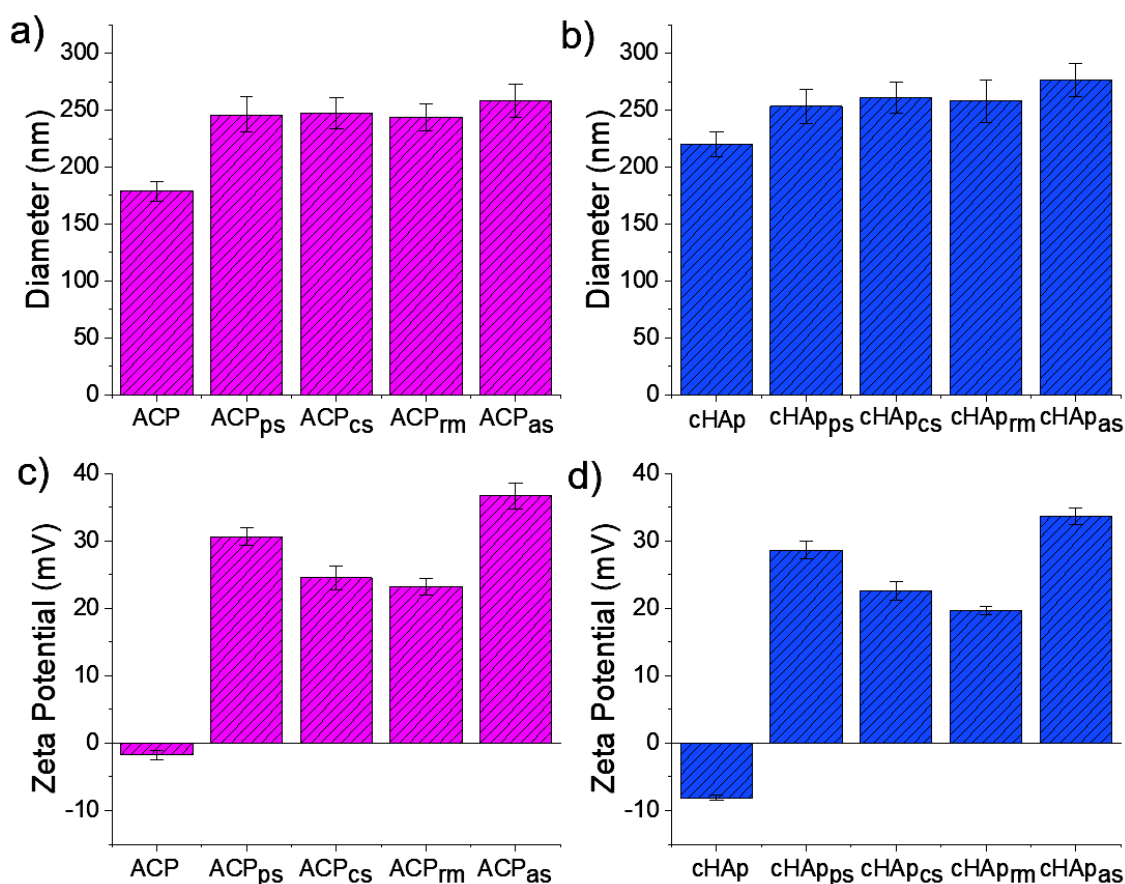 a)
Diameter (nm)
300
250
200
150
100
50
0
ACP ACPps ACPcs ACPrm ACPas
b)
Diameter (nm)
300
250
200
150
100
50
0
cHAp cHApps cHApcs cHAprm cHApas
c)
Zeta Potential (mV)
40
30
20
10
0
-10
ACP ACPps ACPcs ACPrm ACPas
d)
Zeta Potential (mV)
40
30
20
10
0
-10
cHAp cHApps cHApcs cHAprm cHApas